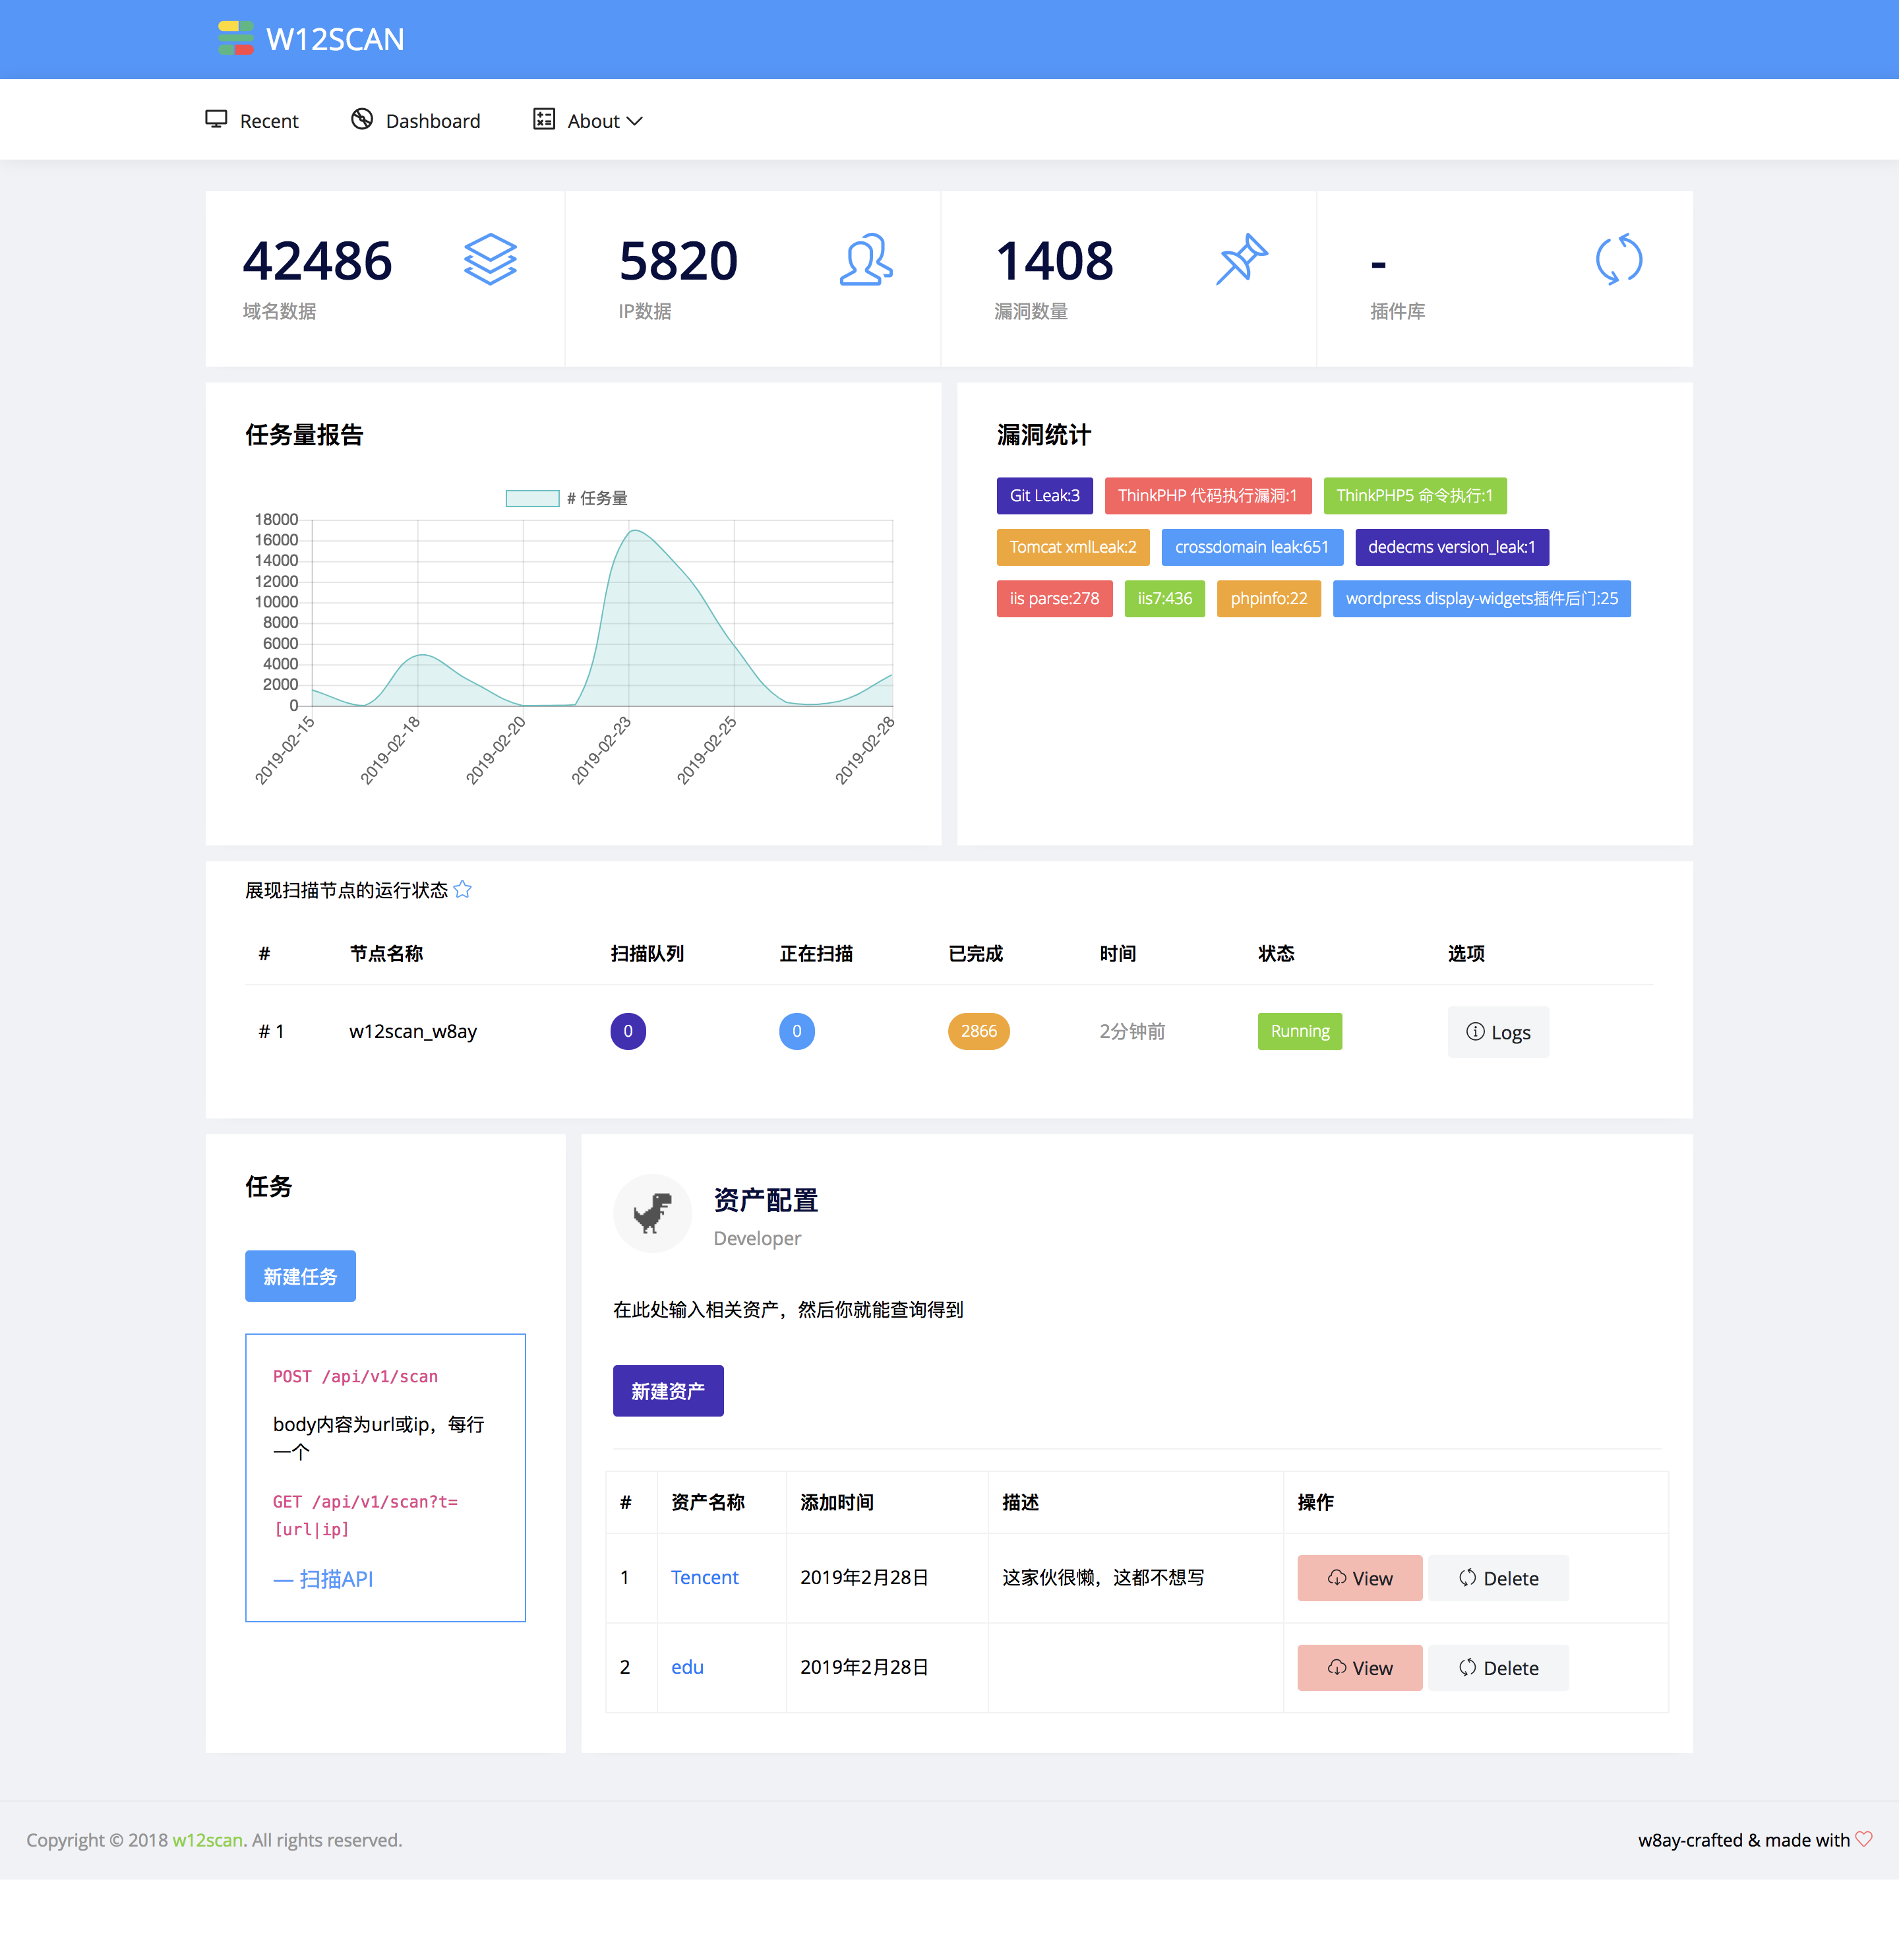 W12SCAN
Recent
Dashboard
About
42486
域名数据
5820
IP数据
1408
漏洞数量
-
插件库
任务量报告
# 任务量
18000
16000
14000
12000
10000
8000
6000
4000
2000
0
2019-02-15
2019-02-18
2019-02-20
2019-02-23
2019-02-25
2019-02-28
漏洞统计
Git Leak:3
ThinkPHP 代码执行漏洞:1
ThinkPHP5 命令执行:1
Tomcat xmlLeak:2
crossdomain leak:651
dedecms version_leak:1
iis parse:278
iis7:436
phpinfo:22
wordpress display-widgets插件后门:25
展现扫描节点的运行状态
# 节点名称 扫描队列 正在扫描 已完成 时间 状态 选项
# 1 w12scan_w8ay 0 0 2866 2分钟前 Running Logs
任务
新建任务
POST /api/v1/scan
body内容为url或ip，每行
一个
GET /api/v1/scan?t=
[url|ip]
— 扫描API
资产配置
Developer
在此处输入相关资产，然后你就能查询得到
新建资产
# 资产名称 添加时间 描述 操作
1 Tencent 2019年2月28日 这家伙很懒，这都不想写 View Delete
2 edu 2019年2月28日 View Delete
Copyright © 2018 w12scan. All rights reserved.
w8ay-crafted & made with